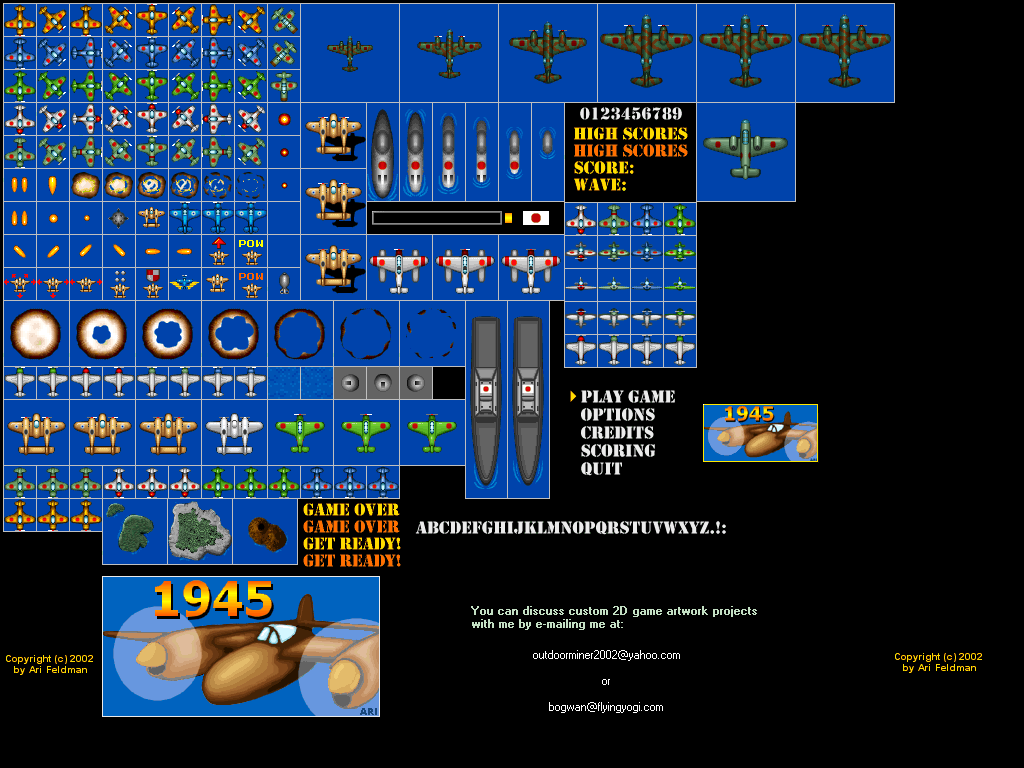 0123456789
HIGH SCORES
HIGH SCORES
SCORE:
WAVE:
POW
POW
PLAY GAME
OPTIONS
CREDITS
SCORING
QUIT
1945
GAME OVER
GAME OVER
GET READY!
GET READY!
ABCDEFGHIJKLMNOPQRSTUVWXYZ.!:
1945
ARI
You can discuss custom 2D game artwork projects
with me by e-mailing me at:
outdoorminer2002@yahoo.com
or
bogwan@flyingyogi.com
Copyright (c) 2002
by Ari Feldman
Copyright (c) 2002
by Ari Feldman